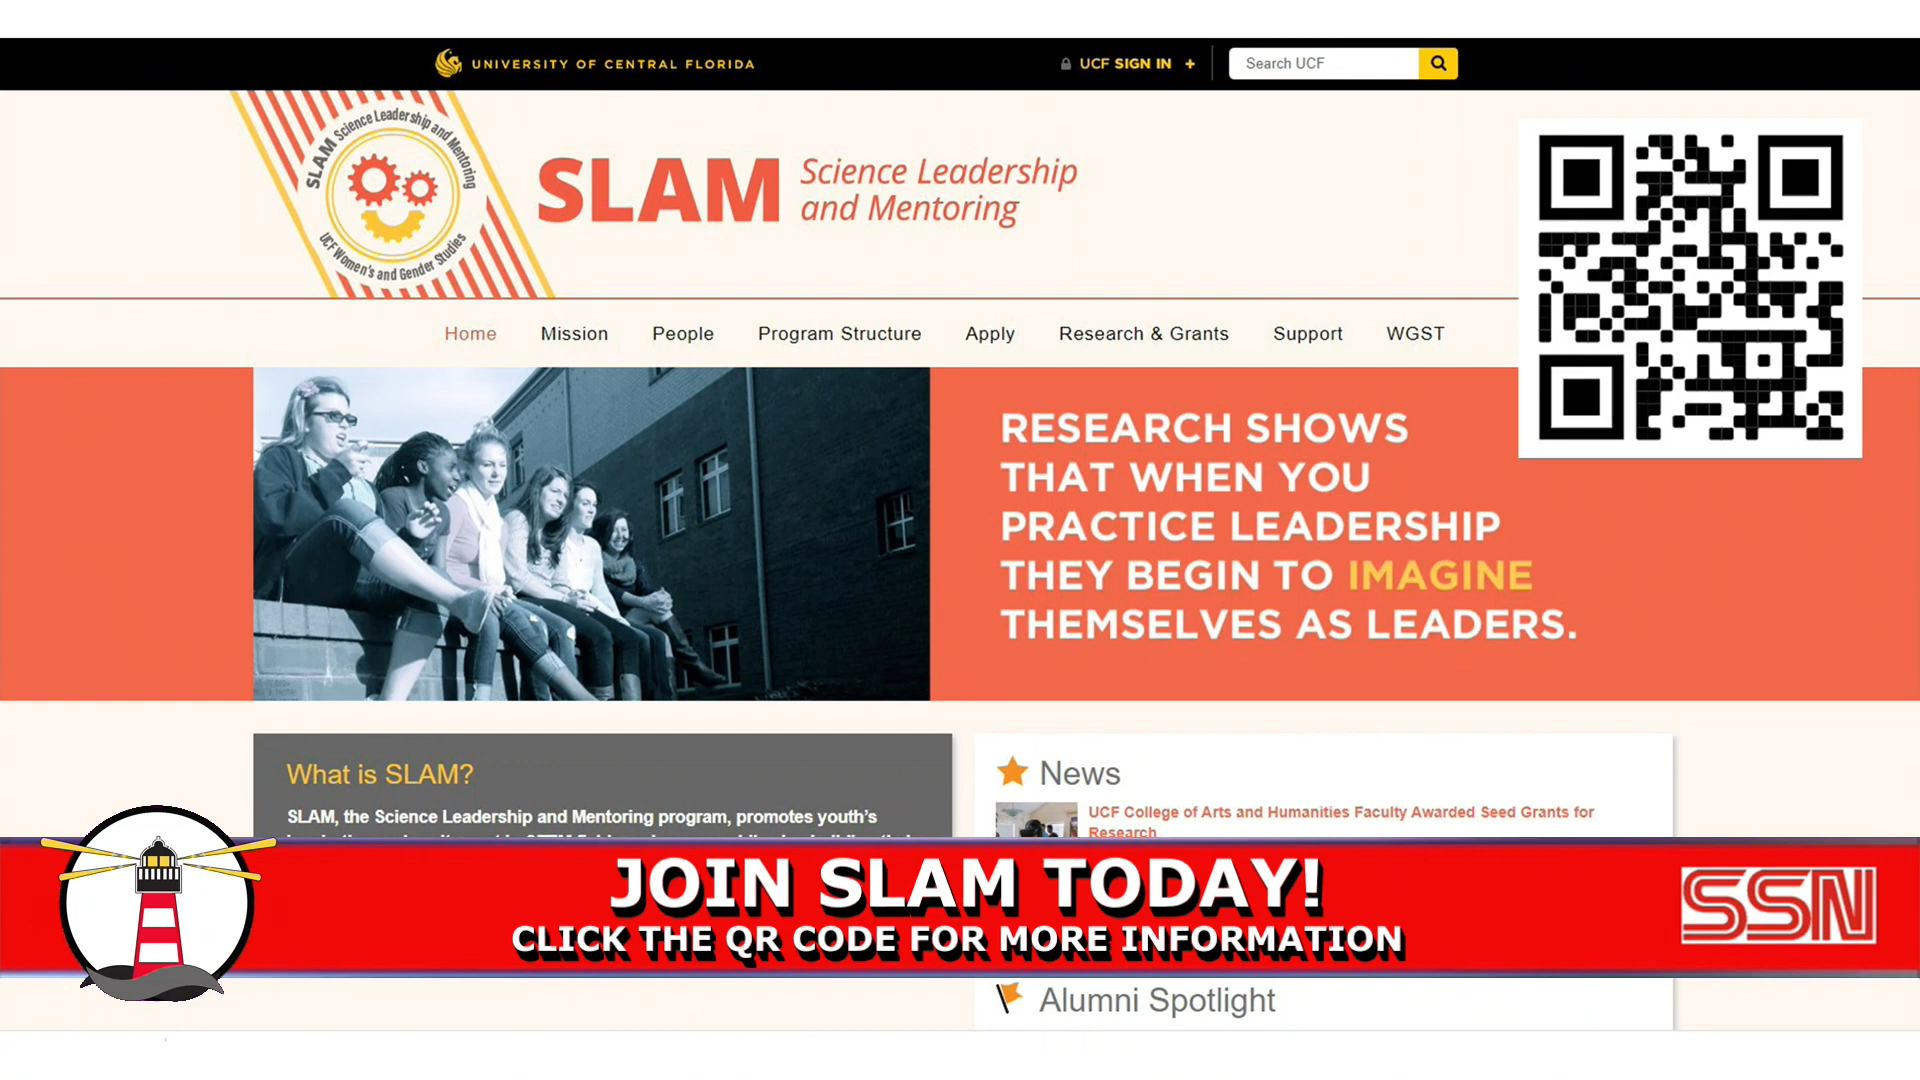 UNIVERSITY OF CENTRAL FLORIDA
UCF SIGN IN +
Search UCF
SLAM Science Leadership and Mentoring
UCF Women's and Gender Studies
SLAM
Science Leadership
and Mentoring
Home Mission People Program Structure Apply Research & Grants Support WGST
RESEARCH SHOWS
THAT WHEN YOU
PRACTICE LEADERSHIP
THEY BEGIN TO IMAGINE
THEMSELVES AS LEADERS.
What is SLAM?
SLAM, the Science Leadership and Mentoring program, promotes youth's
News
UCF College of Arts and Humanities Faculty Awarded Seed Grants for
Research
JOIN SLAM TODAY!
CLICK THE QR CODE FOR MORE INFORMATION
SSN
Alumni Spotlight